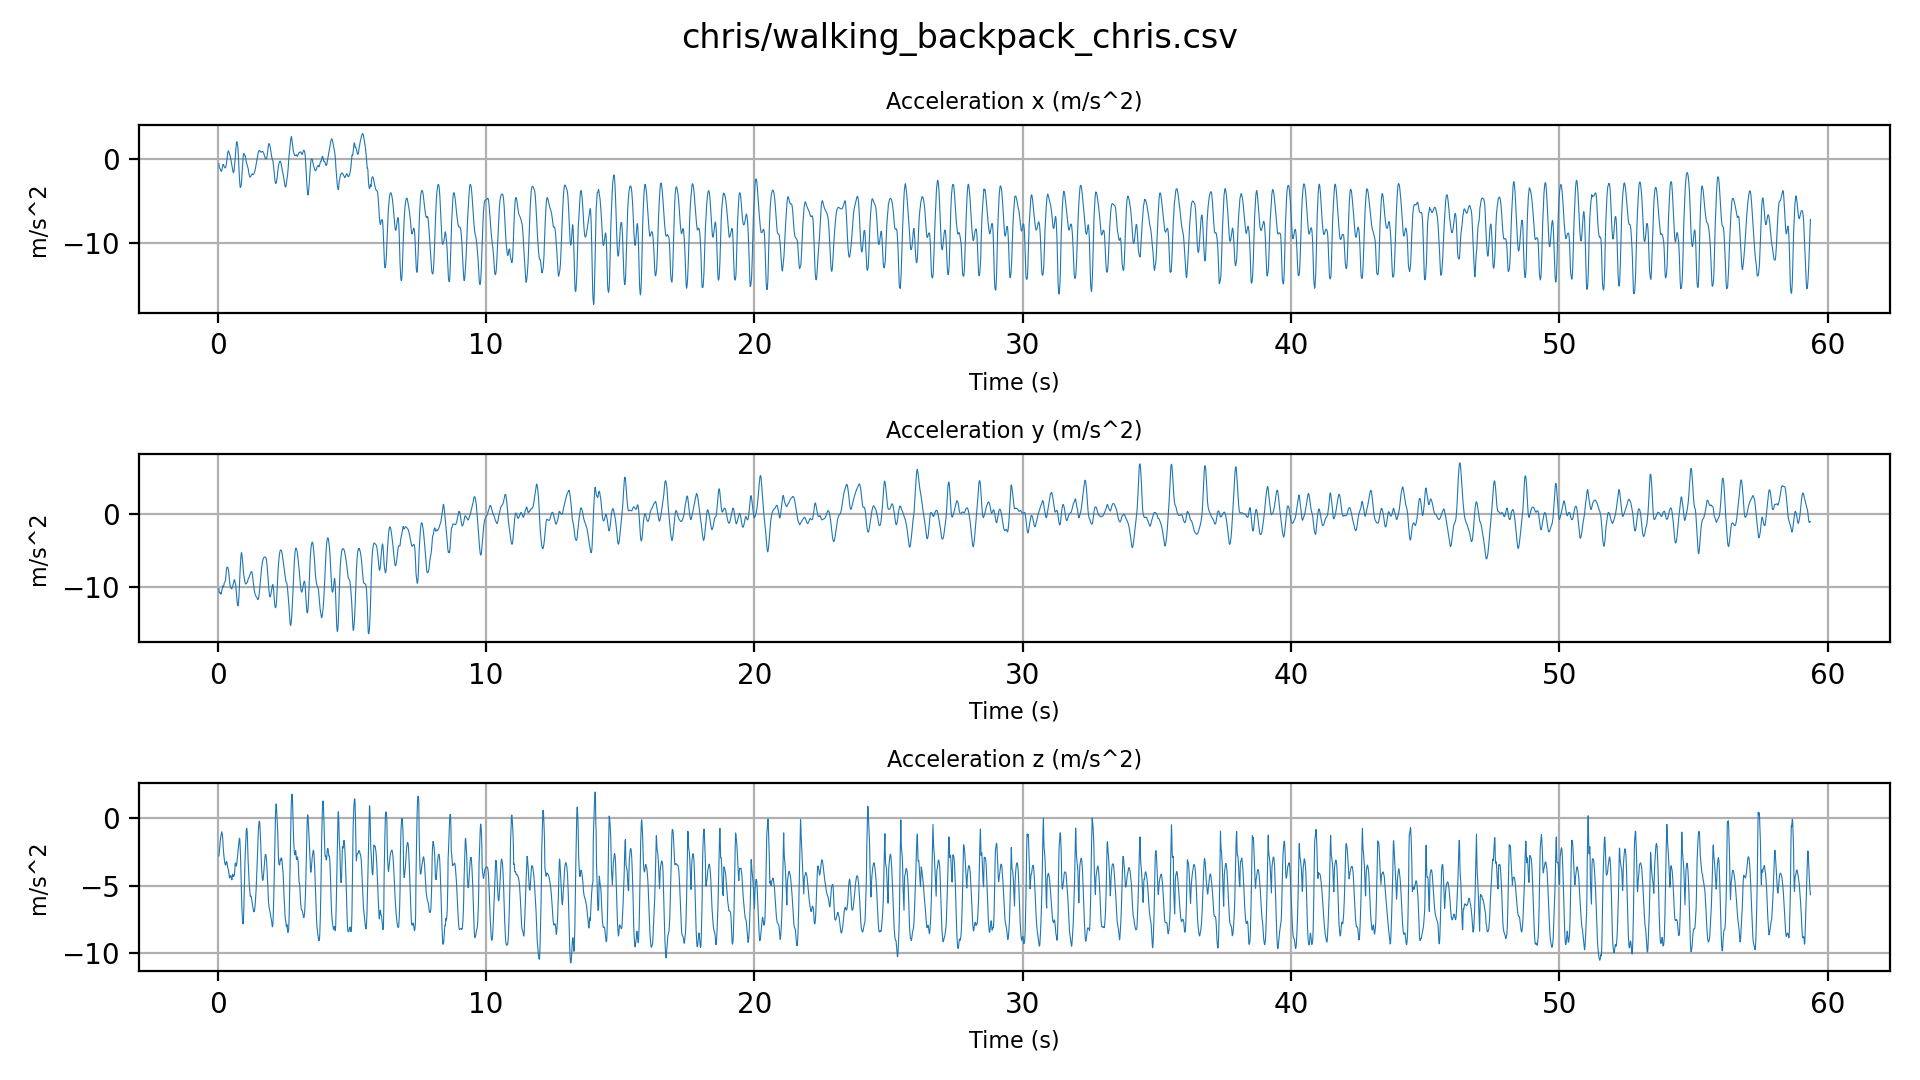 chris/walking_backpack_chris.csv
Acceleration x (m/s^2)
m/s^2
0
−10
0 10 20 30 40 50 60
Time (s)
Acceleration y (m/s^2)
m/s^2
0
−10
0 10 20 30 40 50 60
Time (s)
Acceleration z (m/s^2)
m/s^2
0
−5
−10
0 10 20 30 40 50 60
Time (s)